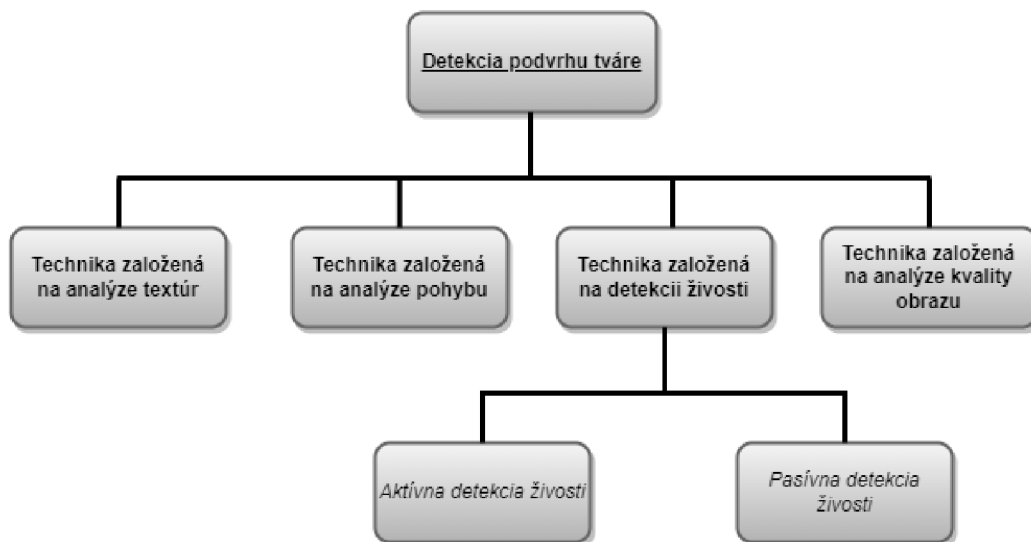 Detekcia podvrhu tváre
Technika založená
na analýze textúr
Technika založená
na analýze pohybu
Technika založená
na detekcii živosti
Technika založená
na analýze kvality
obrazu
Aktívna detekcia živosti
Pasívna detekcia
živosti